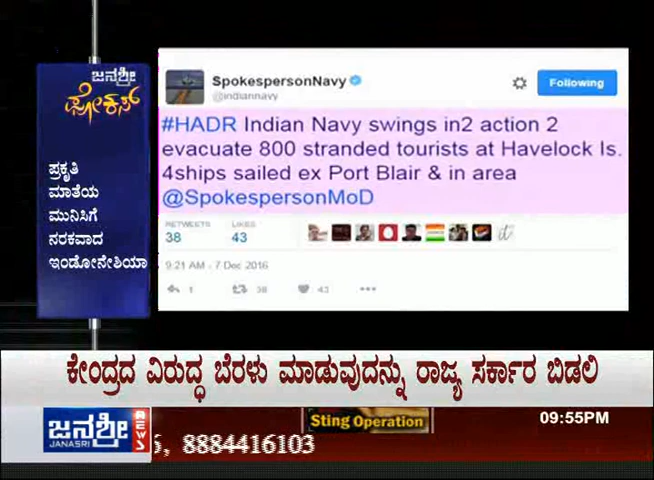 ಜನಶ್ರೀ
ಫೋಕಸ್
ಪ್ರಕೃತಿ
ಮಾತೆಯ
ಮುನಿಸಿಗೆ
ನರಕವಾದ
ಇಂಡೋನೇಶಿಯಾ
SpokespersonNavy
@indiannavy
Following
#HADR Indian Navy swings in2 action 2
evacuate 800 stranded tourists at Havelock Is.
4ships sailed ex Port Blair & in area
@SpokespersonMoD
RETWEETS LIKES
38 43
9:21 AM - 7 Dec 2016
1 38 43
ಕೇಂದ್ರದ ವಿರುದ್ಧ ಬೆರಳು ಮಾಡುವುದನ್ನು ರಾಜ್ಯ ಸರ್ಕಾರ ಬಿಡಲಿ
ಜನಶ್ರೀ
JANASRI
NEWS
Sting Operation
09:55PM
, 8884416103